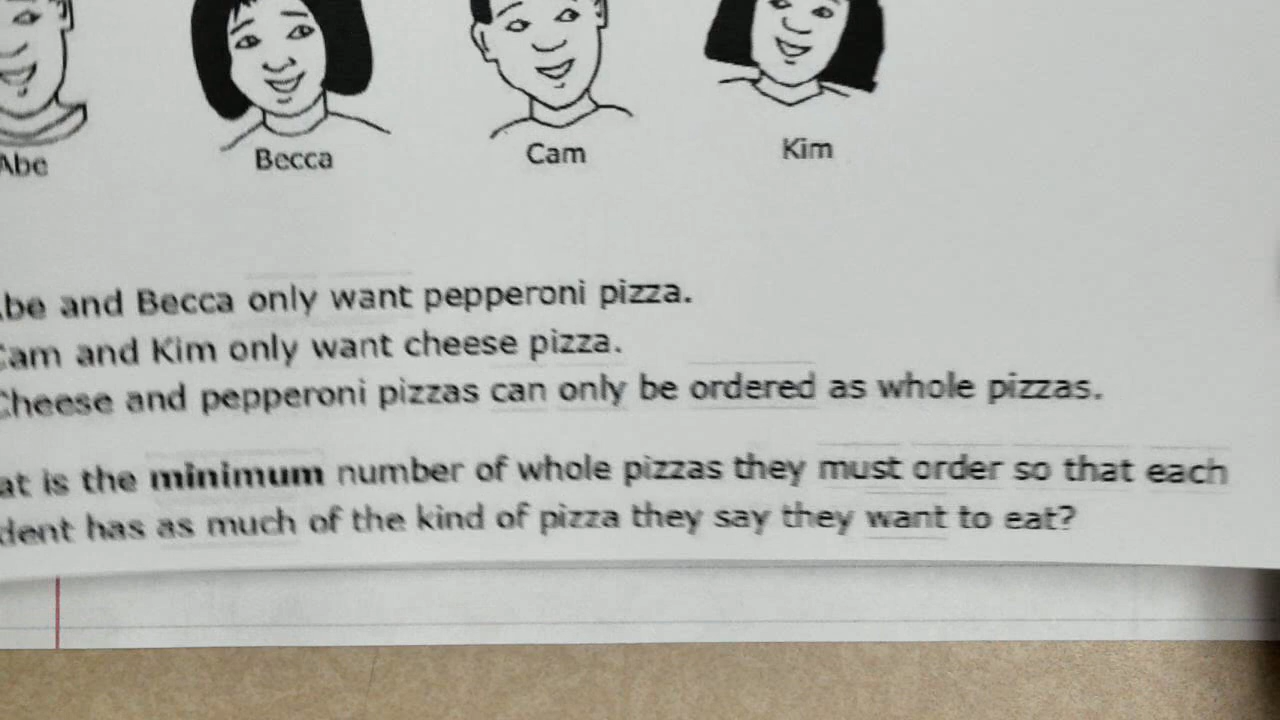 Abe Becca Cam Kim
be and Becca only want pepperoni pizza.
Cam and Kim only want cheese pizza.
Cheese and pepperoni pizzas can only be ordered as whole pizzas.
at is the minimum number of whole pizzas they must order so that each
dent has as much of the kind of pizza they say they want to eat?